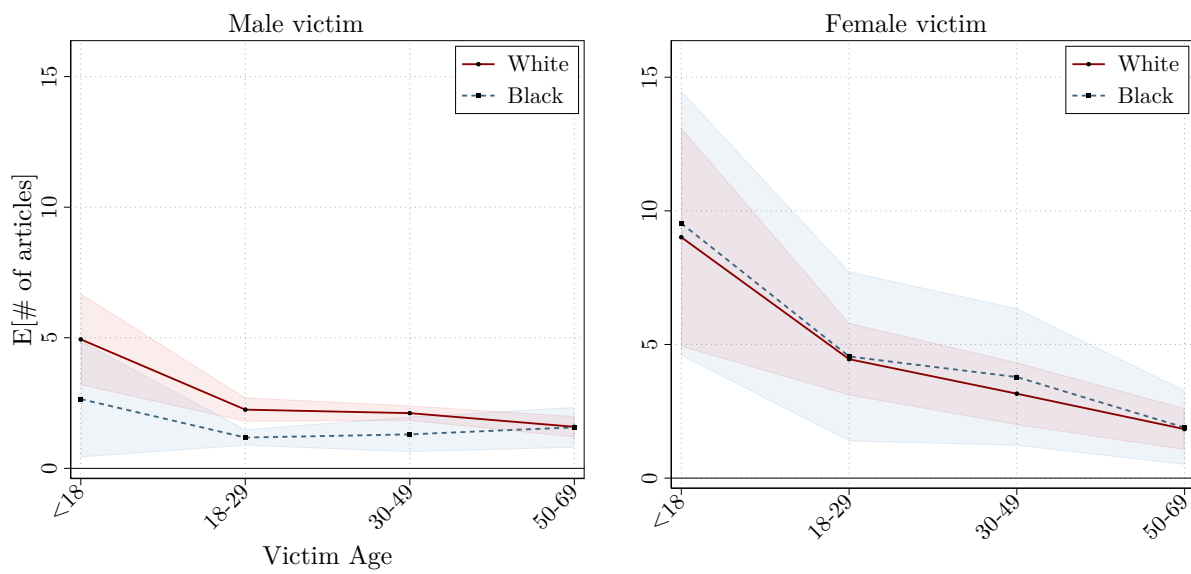 Male victim
White
Black
E[# of articles]
15
10
5
0
<18
18-29
30-49
50-69
Victim Age
Female victim
White
Black
15
10
5
0
<18
18-29
30-49
50-69